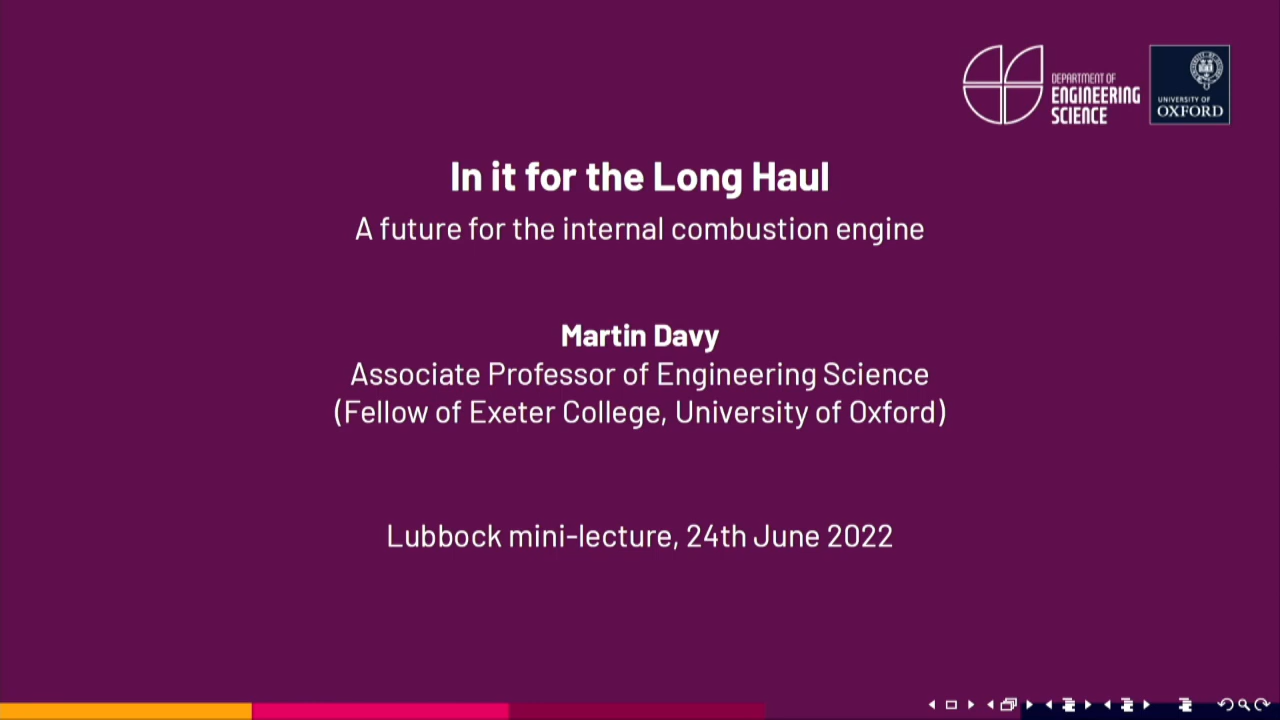 DEPARTMENT OF
ENGINEERING
SCIENCE
UNIVERSITY OF
OXFORD
In it for the Long Haul
A future for the internal combustion engine
Martin Davy
Associate Professor of Engineering Science
(Fellow of Exeter College, University of Oxford)
Lubbock mini-lecture, 24th June 2022